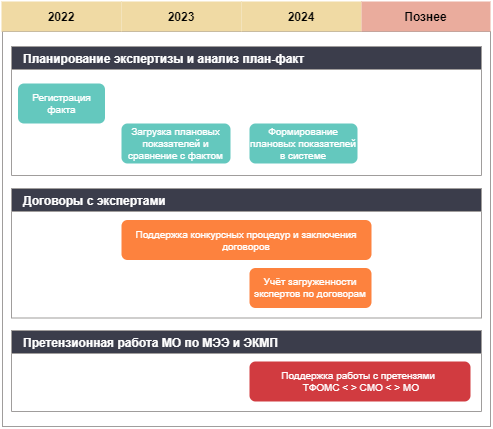 2022 2023 2024 Позднее
Планирование экспертизы и анализ план-факт
Регистрация
факта
Загрузка плановых
показателей и
сравнение с фактом
Формирование
плановых показателей
в системе
Договоры с экспертами
Поддержка конкурсных процедур и заключения
договоров
Учёт загруженности
экспертов по договорам
Претензионная работа МО по МЭЭ и ЭКМП
Поддержка работы с претензями
ТФОМС < > СМО < > МО